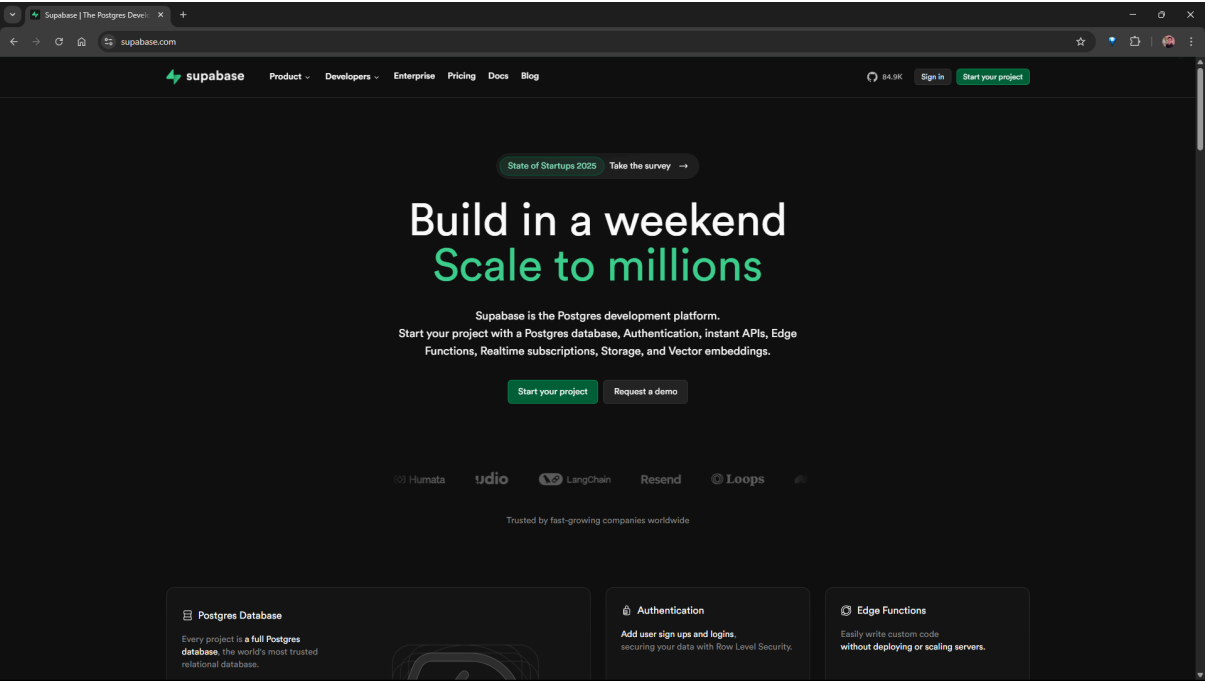 Supabase | The Postgres Devel
supabase.com
supabase Product Developers Enterprise Pricing Docs Blog 84.9K Sign in Start your project
State of Startups 2025 Take the survey →
Build in a weekend
Scale to millions
Supabase is the Postgres development platform.
Start your project with a Postgres database, Authentication, instant APIs, Edge
Functions, Realtime subscriptions, Storage, and Vector embeddings.
Start your project Request a demo
Humata udio LangChain Resend Loops
Trusted by fast-growing companies worldwide
Postgres Database
Every project is a full Postgres
database, the world's most trusted
relational database.
Authentication
Add user sign ups and logins,
securing your data with Row Level Security.
Edge Functions
Easily write custom code
without deploying or scaling servers.